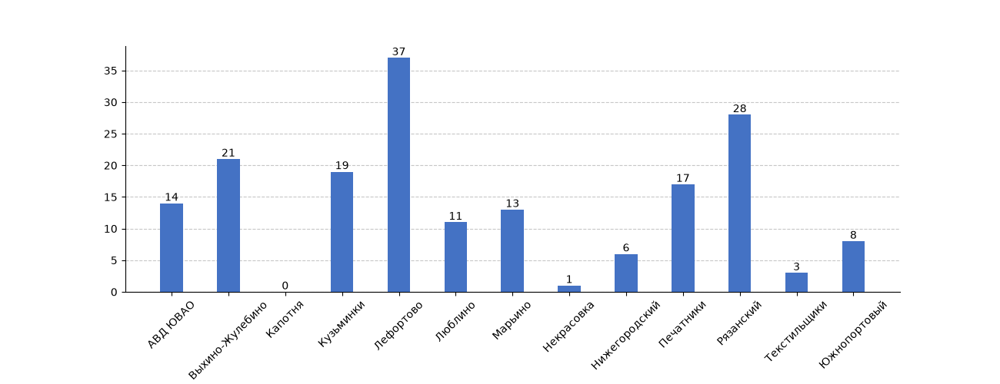 37
35
30
28
25
21
20
19
17
15
14
13
11
10
8
6
5
3
1
0
0
АВД ЮВАО
Выхино-Жулебино
Капотня
Кузьминки
Лефортово
Люблино
Марьино
Некрасовка
Нижегородский
Печатники
Рязанский
Текстильщики
Южнопортовый